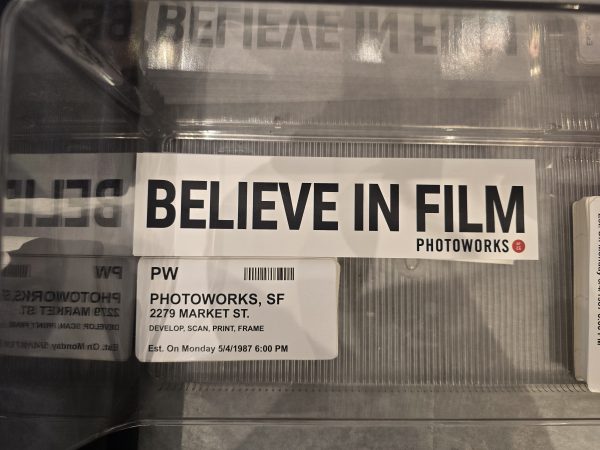 BELIEVE IN FILM
PHOTOWORKS
PW
PHOTOWORKS, SF
2279 MARKET ST.
DEVELOP, SCAN, PRINT, FRAME
Est. On Monday 5/4/1987 6:00 PM